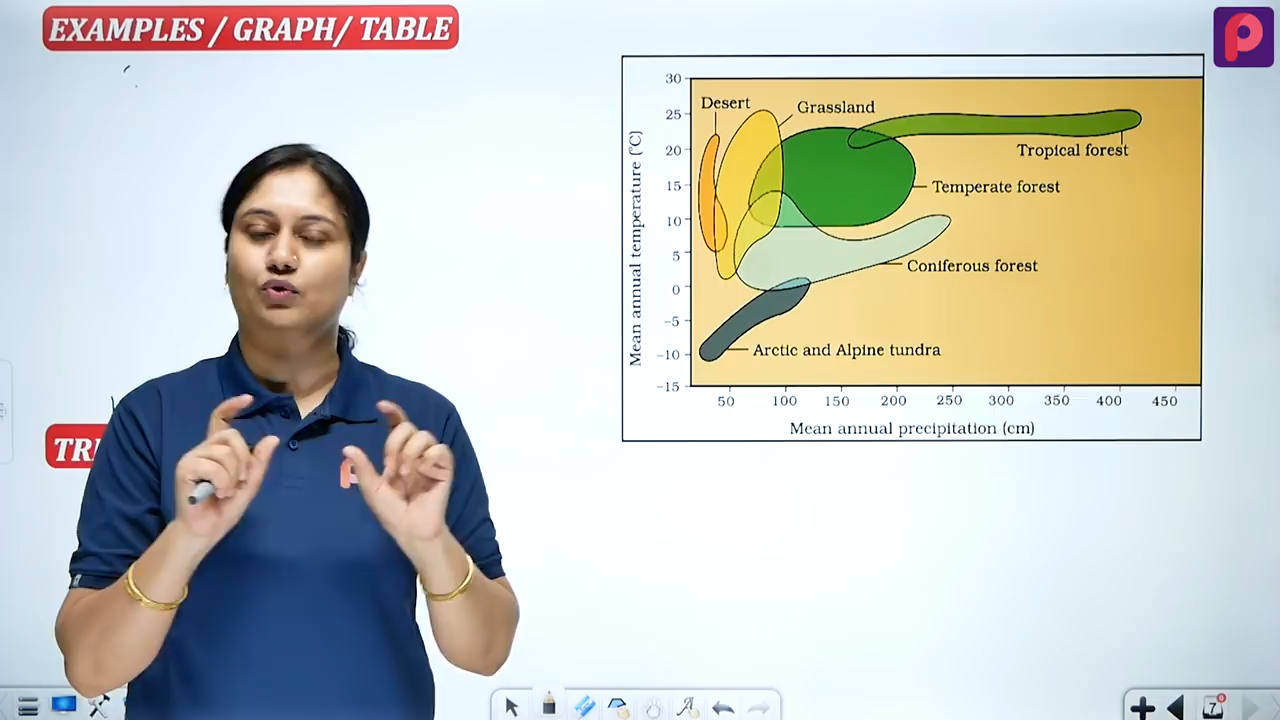 EXAMPLES / GRAPH/ TABLE
30
25
20
15
10
5
0
-5
-10
-15
Mean annual temperature (°C)
Desert
Grassland
Tropical forest
Temperate forest
Coniferous forest
Arctic and Alpine tundra
50 100 150 200 250 300 350 400 450
Mean annual precipitation (cm)
7